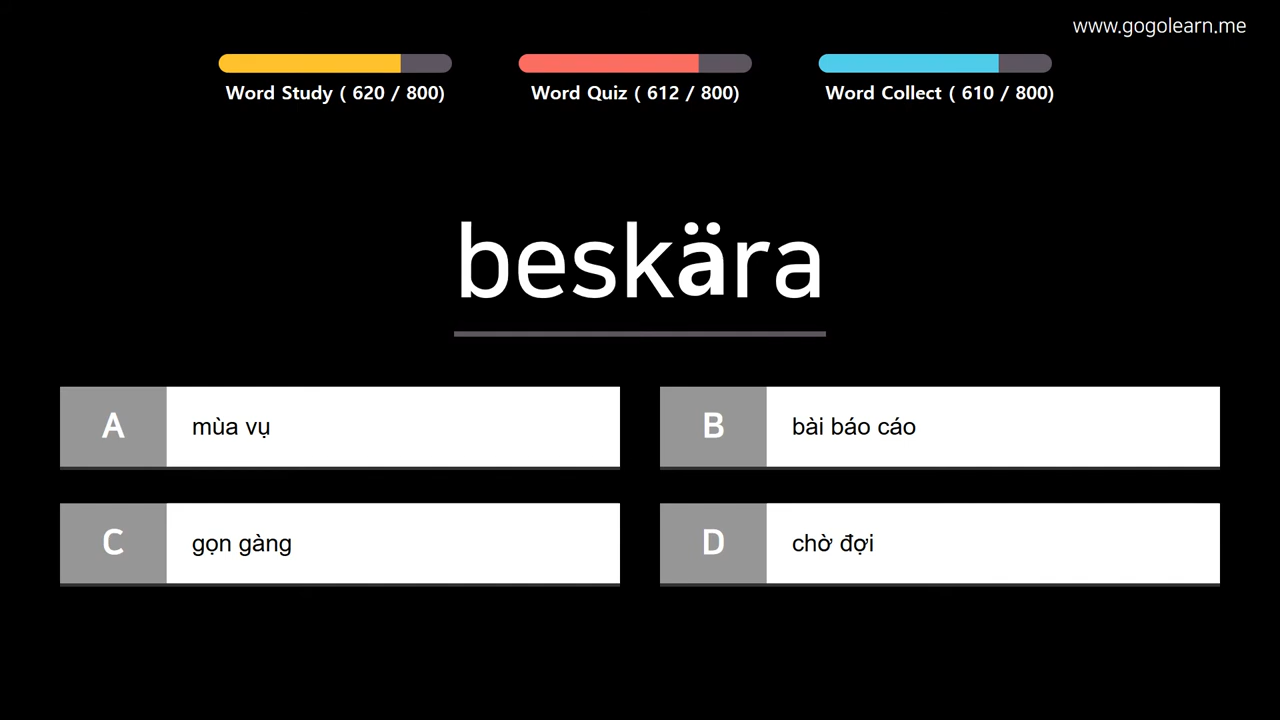 www.gogolearn.me
Word Study ( 620 / 800)
Word Quiz ( 612 / 800)
Word Collect ( 610 / 800)
beskära
A
mùa vụ
B
bài báo cáo
C
gọn gàng
D
chờ đợi